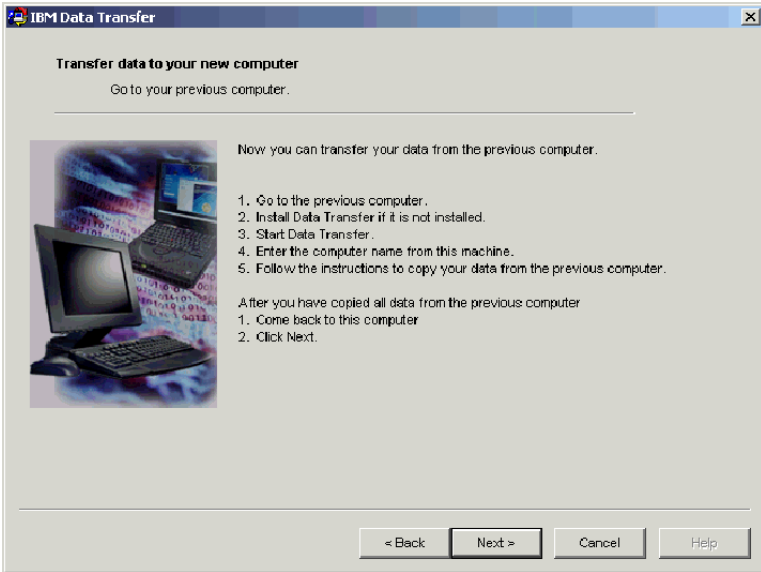 IBM Data Transfer
Transfer data to your new computer
Go to your previous computer.
Now you can transfer your data from the previous computer.
1. Go to the previous computer.
2. Install Data Transfer if it is not installed.
3. Start Data Transfer.
4. Enter the computer name from this machine.
5. Follow the instructions to copy your data from the previous computer.
After you have copied all data from the previous computer
1. Come back to this computer
2. Click Next.
< Back Next > Cancel Help